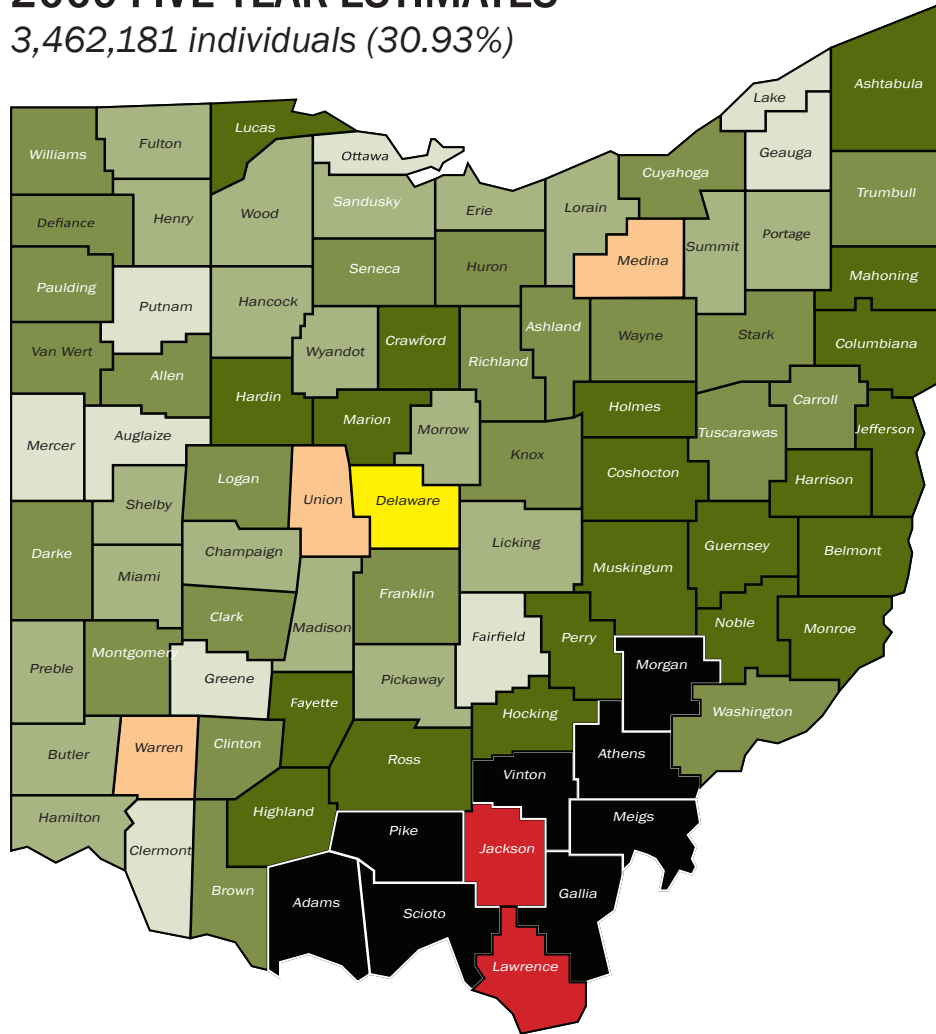 2009 FIVE YEAR ESTIMATES
3,462,181 individuals (30.93%)
Ashtabula
Lake
Lucas
Geauga
Fulton
Williams
Ottawa
Cuyahoga
Trumbull
Sandusky
Erie
Lorain
Wood
Henry
Defiance
Portage
Summit
Medina
Seneca
Huron
Mahoning
Paulding
Hancock
Putnam
Ashland
Wayne
Stark
Crawford
Columbiana
Van Wert
Wyandot
Richland
Allen
Hardin
Carroll
Holmes
Marion
Morrow
Jefferson
Tuscarawas
Auglaize
Mercer
Knox
Coshocton
Logan
Harrison
Union
Delaware
Shelby
Licking
Guernsey
Belmont
Darke
Champaign
Muskingum
Miami
Franklin
Clark
Noble
Monroe
Madison
Fairfield
Perry
Montgomery
Morgan
Preble
Greene
Pickaway
Fayette
Hocking
Washington
Clinton
Warren
Butler
Athens
Ross
Vinton
Highland
Hamilton
Meigs
Pike
Jackson
Clermont
Brown
Gallia
Adams
Scioto
Lawrence